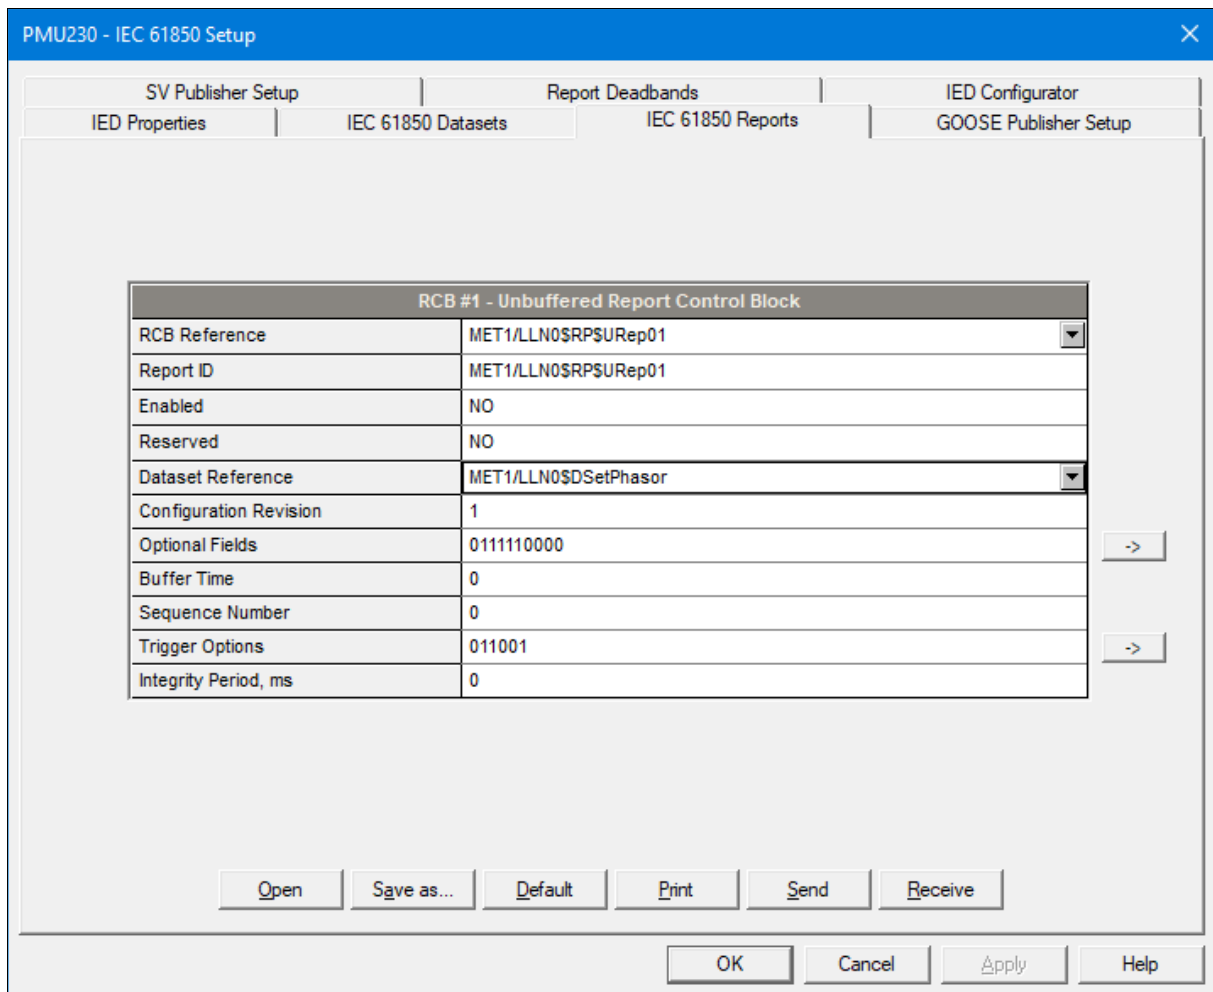 PMU230 - IEC 61850 Setup
SV Publisher Setup Report Deadbands IED Configurator
IED Properties IEC 61850 Datasets IEC 61850 Reports GOOSE Publisher Setup
RCB #1 - Unbuffered Report Control Block
RCB Reference MET1/LLN0$RP$URep01
Report ID MET1/LLN0$RP$URep01
Enabled NO
Reserved NO
Dataset Reference MET1/LLN0$DSetPhasor
Configuration Revision 1
Optional Fields 0111110000 ->
Buffer Time 0
Sequence Number 0
Trigger Options 011001 ->
Integrity Period, ms 0
Open Save as... Default Print Send Receive
OK Cancel Apply Help